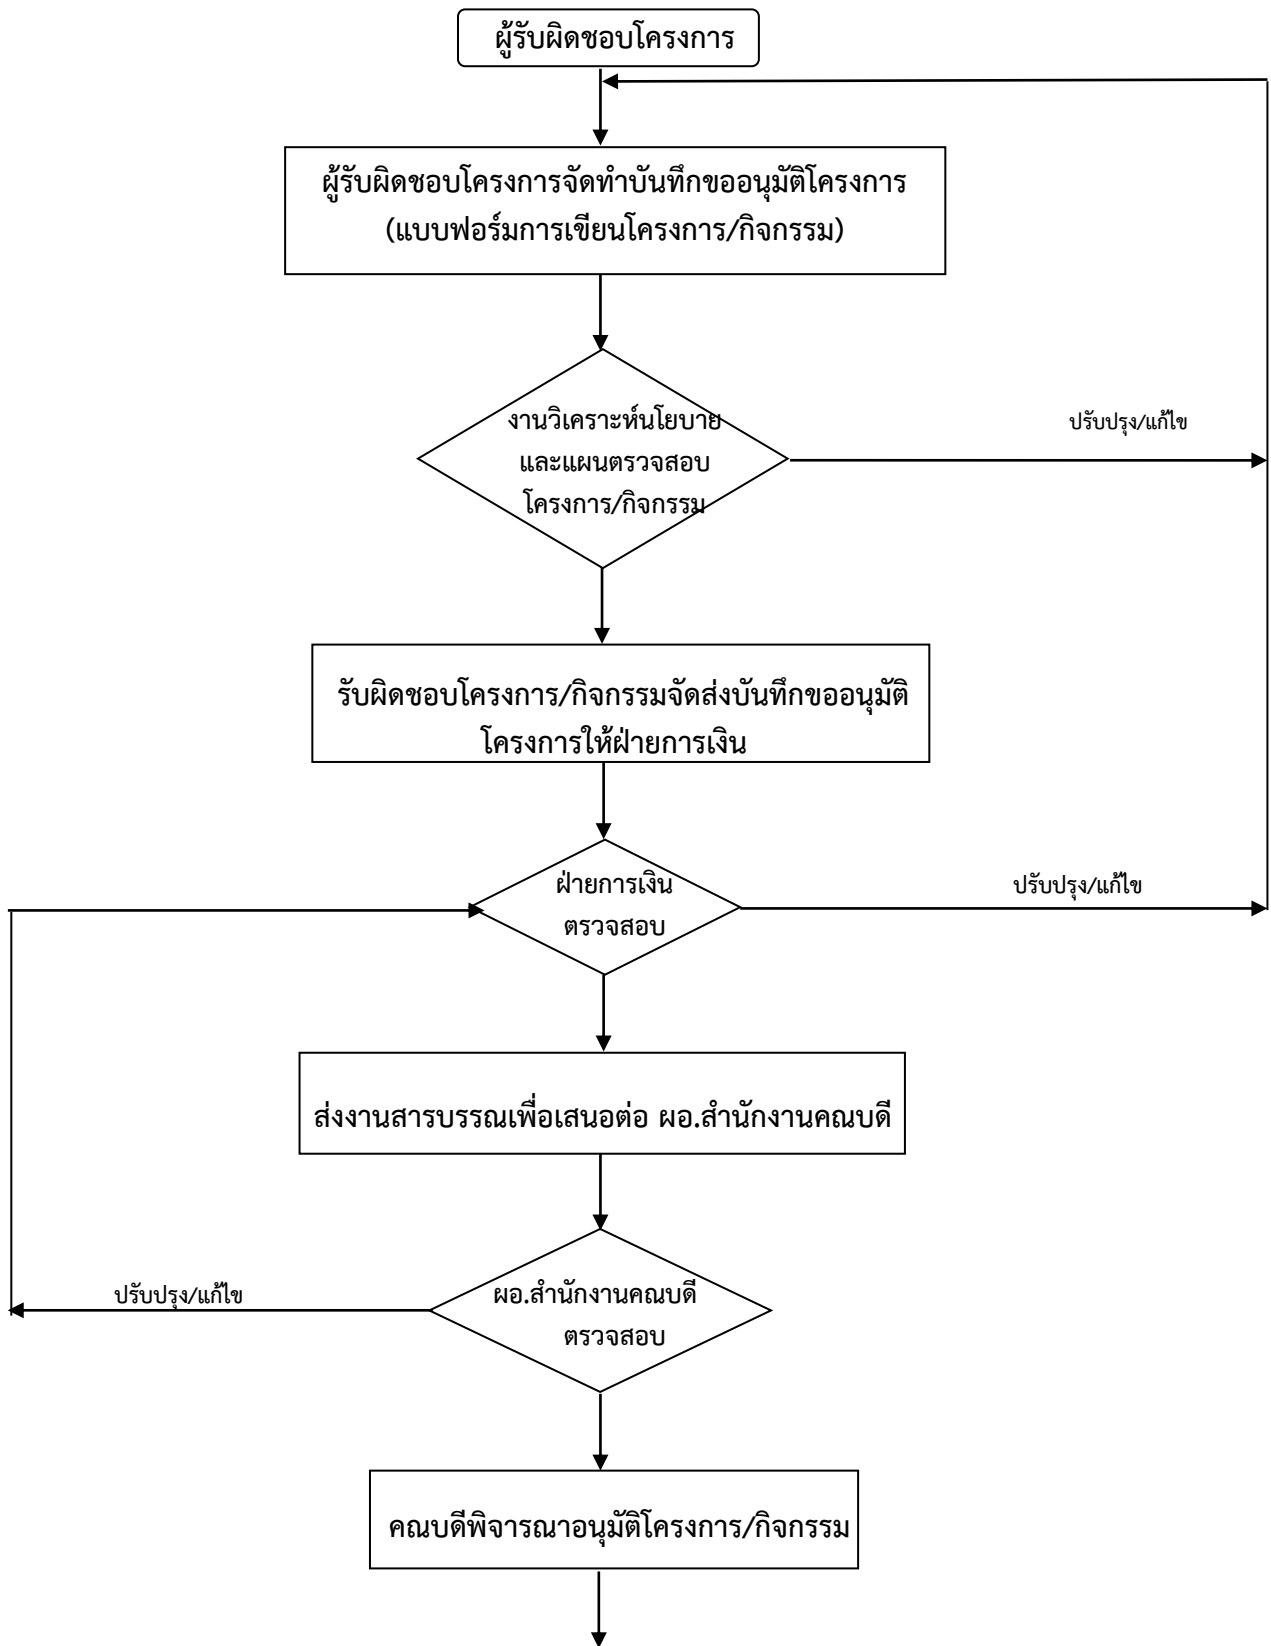 ผู้รับผิดชอบโครงการ
ผู้รับผิดชอบโครงการจัดทำบันทึกขออนุมัติโครงการ
(แบบฟอร์มการเขียนโครงการ/กิจกรรม)
งานวิเคราะห์นโยบาย
และแผนตรวจสอบ
โครงการ/กิจกรรม
ปรับปรุง/แก้ไข
รับผิดชอบโครงการ/กิจกรรมจัดส่งบันทึกขออนุมัติ
โครงการให้ฝ่ายการเงิน
ฝ่ายการเงิน
ตรวจสอบ
ปรับปรุง/แก้ไข
ส่งงานสารบรรณเพื่อเสนอต่อ ผอ.สำนักงานคณบดี
ปรับปรุง/แก้ไข
ผอ.สำนักงานคณบดี
ตรวจสอบ
คณบดีพิจารณาอนุมัติโครงการ/กิจกรรม